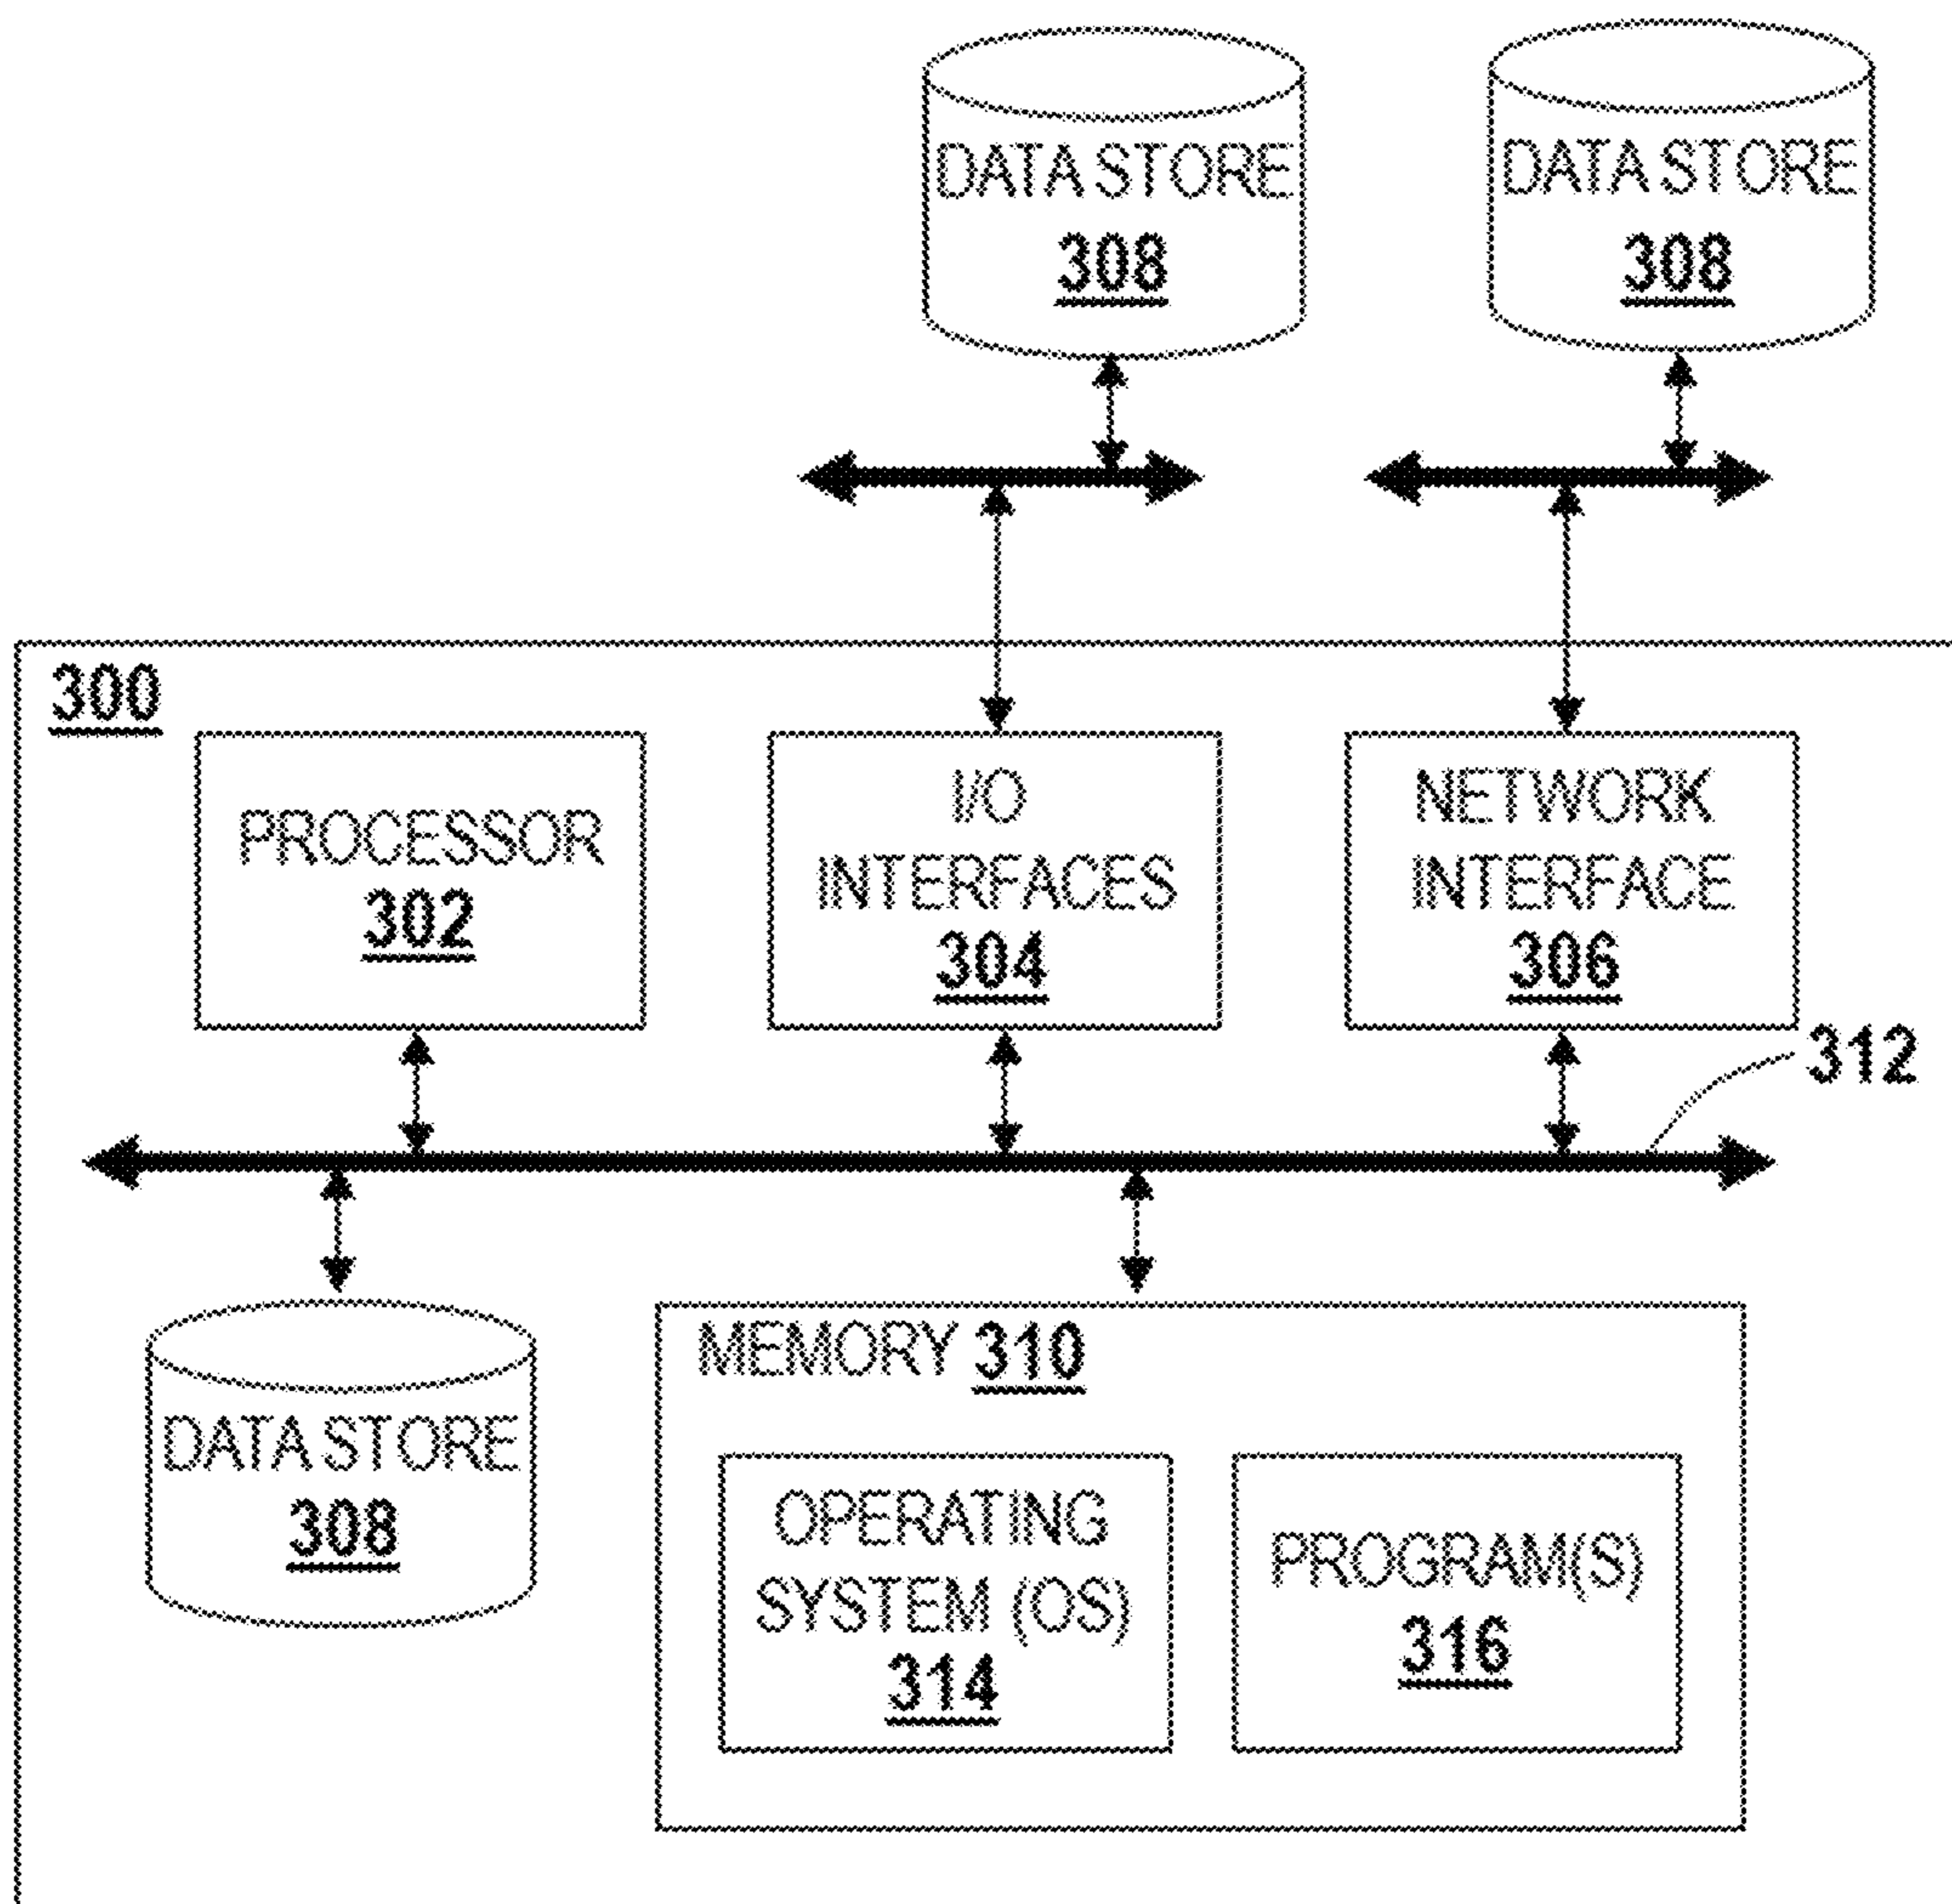 DATA STORE
308
DATA STORE
308
300
PROCESSOR
302
I/O
INTERFACES
304
NETWORK
INTERFACE
306
312
DATA STORE
308
MEMORY 310
OPERATING
SYSTEM (OS)
314
PROGRAM(S)
316